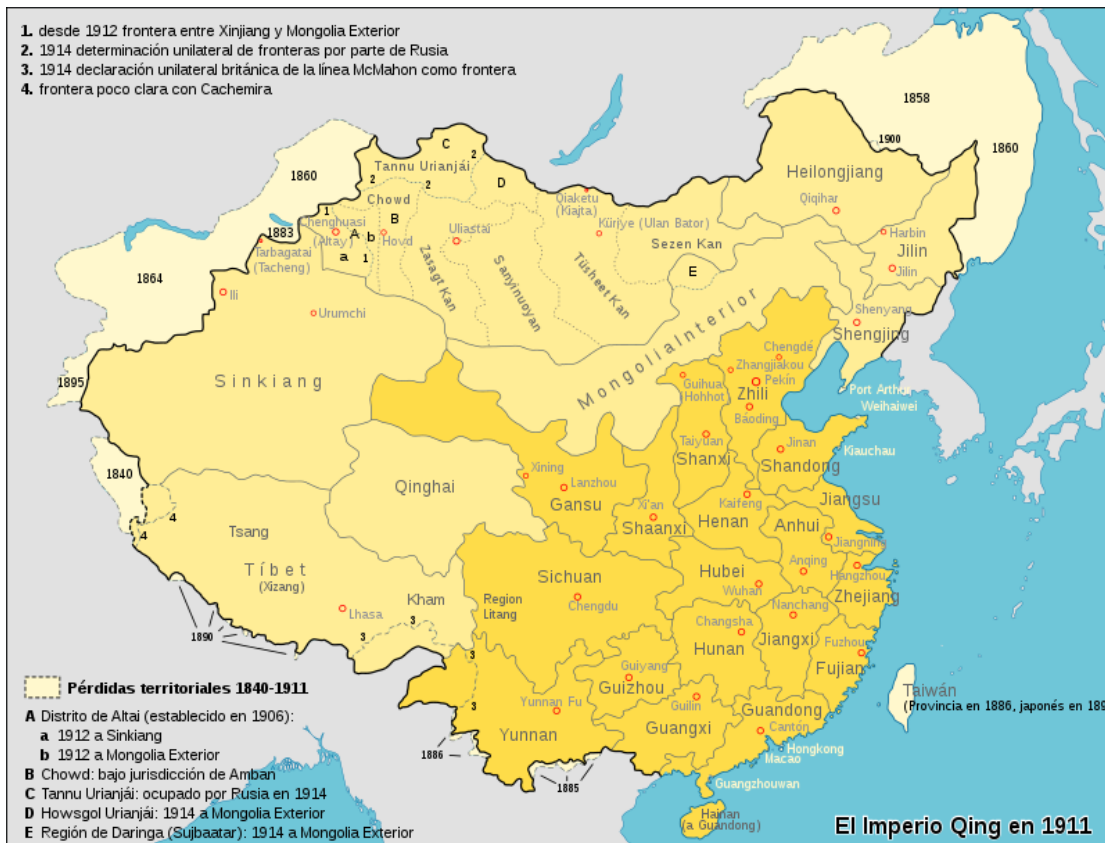 1. desde 1912 frontera entre Xinjiang y Mongolia Exterior
2. 1914 determinación unilateral de fronteras por parte de Rusia
3. 1914 declaración unilateral británica de la línea McMahon como frontera
4. frontera poco clara con Cachemira
1858
1900
1860
1860
C
2
Tannu Urianjái
2
2
D
Heilongjiang
Chowd
Qiaketu
(Kiajta)
Qiqihar
1
Chenghuasi
(Altay)
A
b
B
Hovd
Uliastai
Küriye (Ulan Bator)
Sezen Kan
Harbin
Jilin
Jilin
1883
Tarbagatai
(Tacheng)
a
1
Zasagt Kan
Sanyinuoyan
Tüsheet Kan
E
1864
Ili
Urumchi
Shenyang
Shengjing
Mongolia Interior
Chengdé
Zhangjiakou
Pekín
Zhili
Báoding
Guihua
(Hohhot)
Port Arthur
Weihaiwei
1895
Sinkiang
Taiyuan
Shanxi
Jinan
Shandong
Kiauchau
1840
Qinghai
Xining
Lanzhou
Gansu
Xi'an
Shaanxi
Kaifeng
Henan
Jiangsu
4
4
Tsang
Anhui
Jiangning
Tíbet
(Xizang)
Sichuan
Chengdu
Hubei
Wuhan
Anqing
Hangzhou
Zhejiang
Kham
Region
Litang
Lhasa
Nanchang
Changsha
Hunan
Jiangxi
Fuzhou
Fujian
1890
3
3
3
3
Guiyang
Guizhou
Guilin
Guangxi
Guandong
Cantón
Yunnan Fu
Yunnan
Taiwán
(Provincia en 1886, japonés en 189
Hongkong
Macao
Guangzhouwan
1886
1885
Hainan
(a Guandong)
Pérdidas territoriales 1840-1911
A Distrito de Altai (establecido en 1906):
a 1912 a Sinkiang
b 1912 a Mongolia Exterior
B Chowd: bajo jurisdicción de Amban
C Tannu Urianjái: ocupado por Rusia en 1914
D Howsgol Urianjái: 1914 a Mongolia Exterior
E Región de Daringa (Sujbaatar): 1914 a Mongolia Exterior
El Imperio Qing en 1911